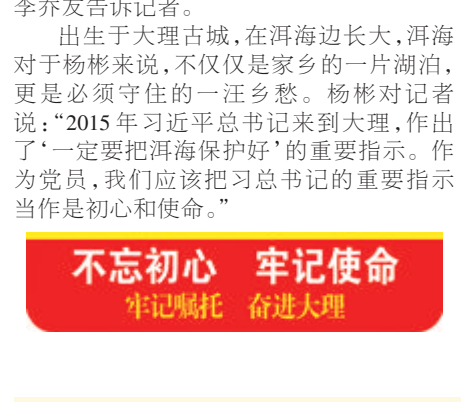 李乔友告诉记者。
出生于大理古城，在洱海边长大，洱海
对于杨彬来说，不仅仅是家乡的一片湖泊，
更是必须守住的一汪乡愁。杨彬对记者
说：“2015年习近平总书记来到大理，作出
了‘一定要把洱海保护好’的重要指示。作
为党员，我们应该把习总书记的重要指示
当作是初心和使命。”
不忘初心 牢记使命
牢记嘱托 奋进大理